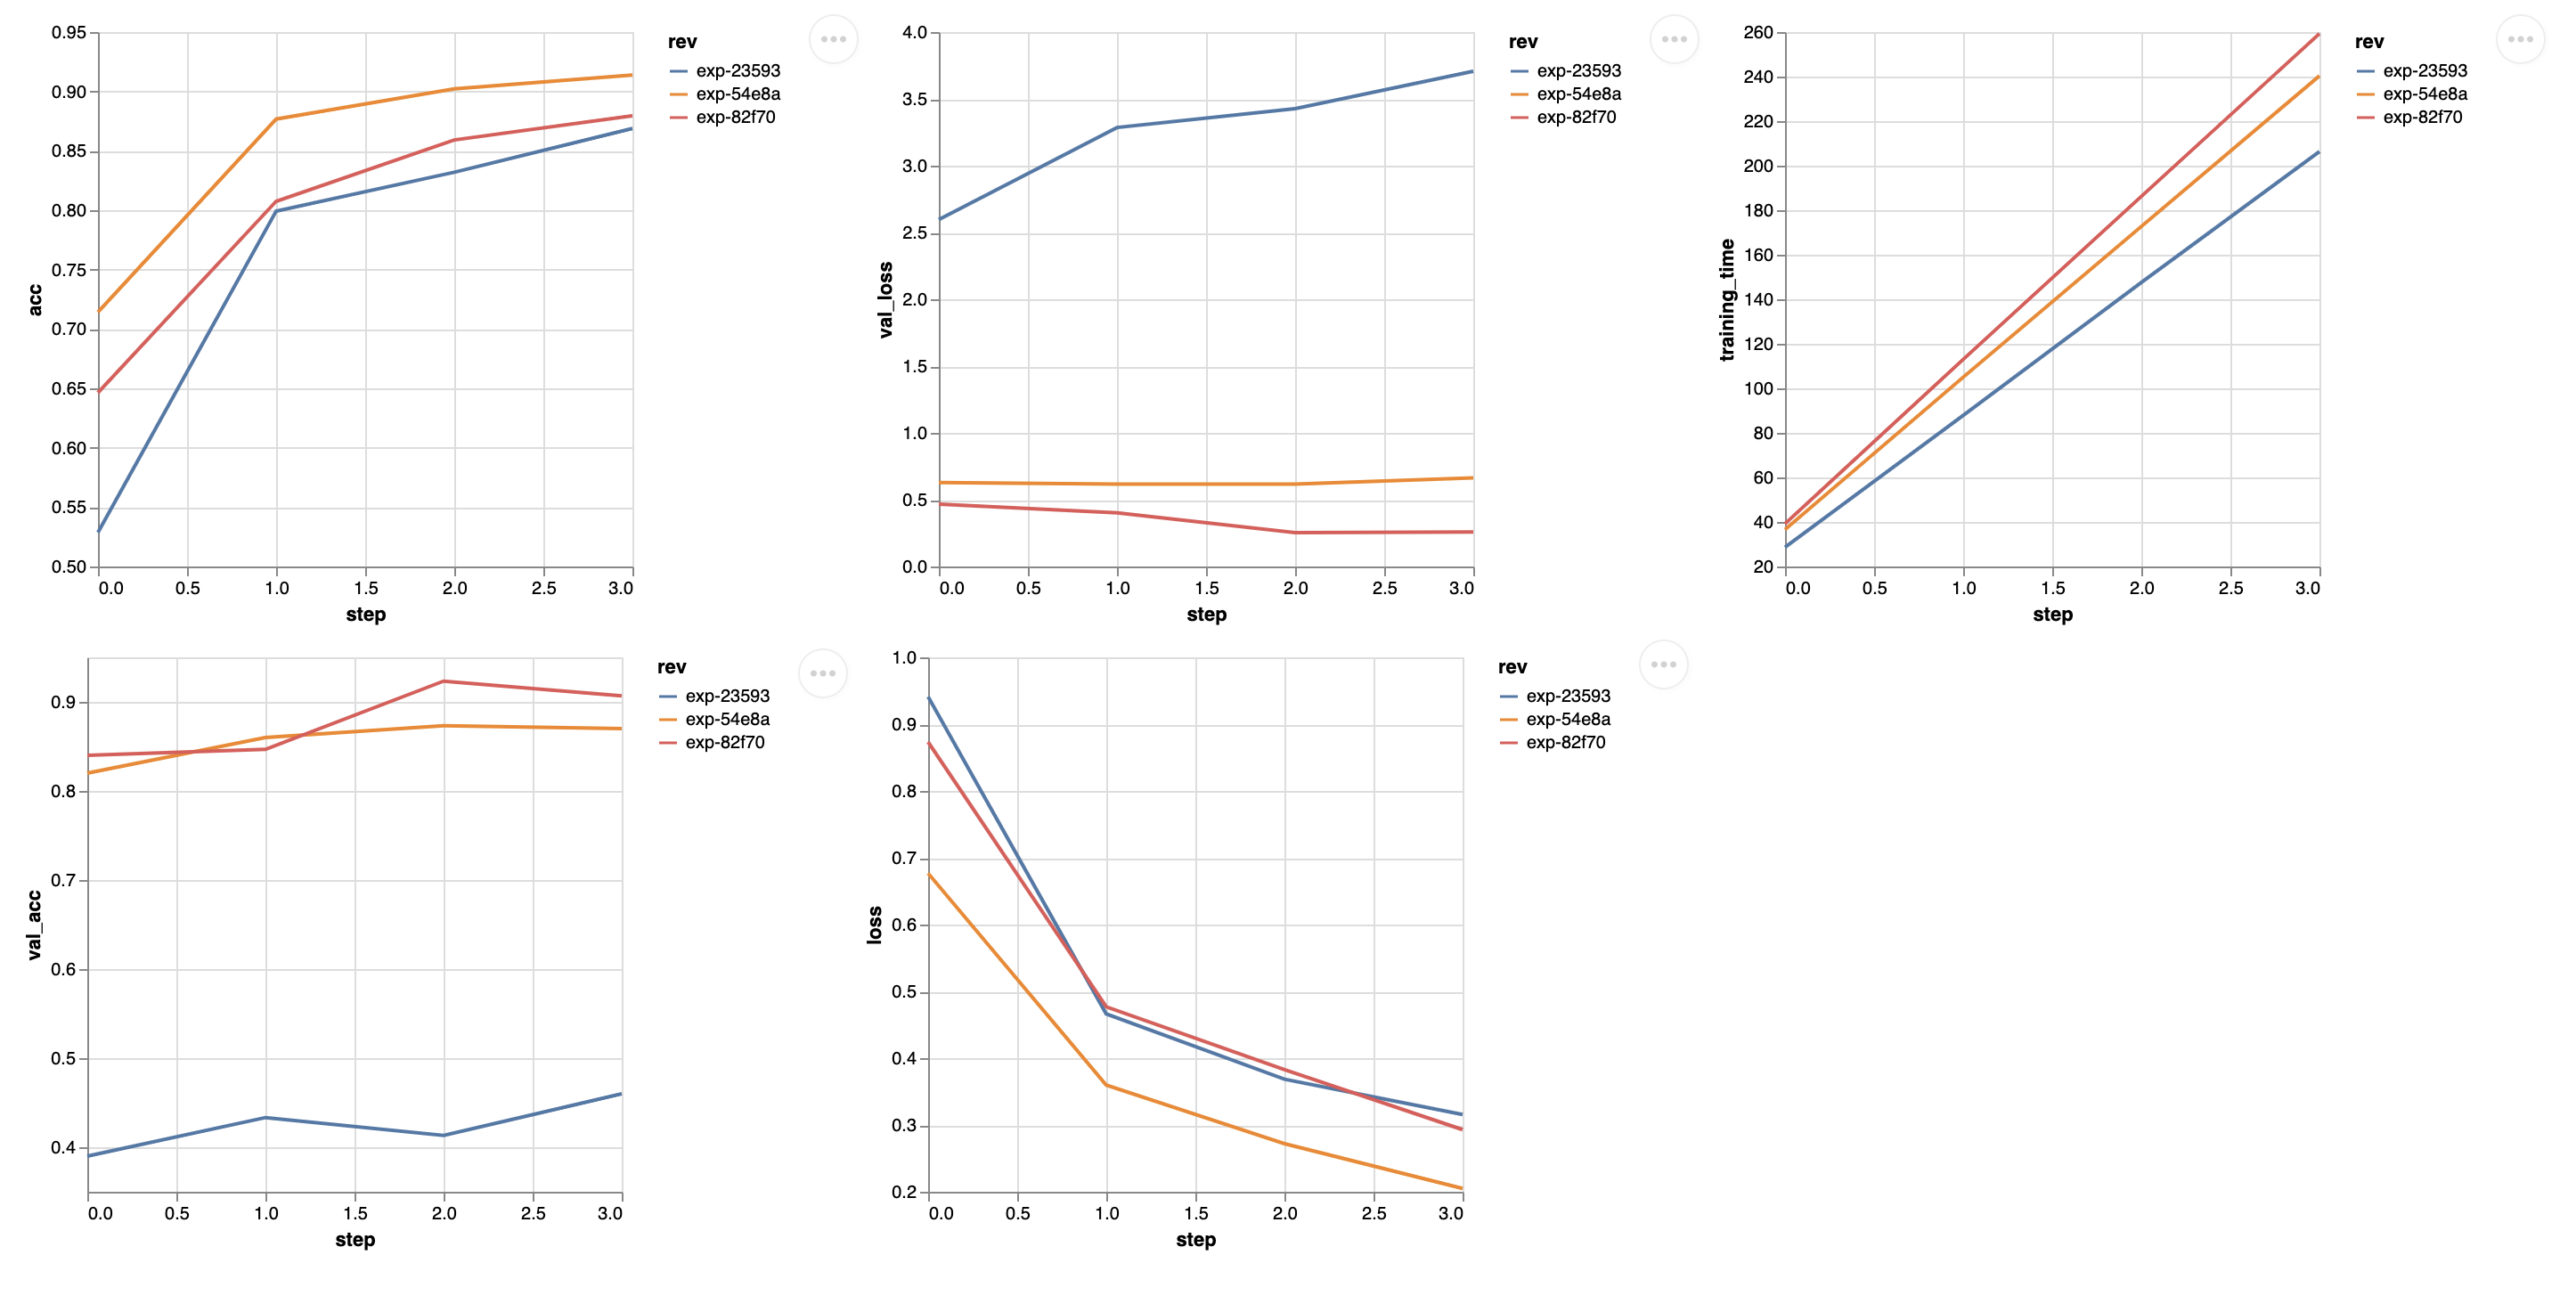 acc
0.95
0.90
0.85
0.80
0.75
0.70
0.65
0.60
0.55
0.50
0.0 0.5 1.0 1.5 2.0 2.5 3.0
step
rev
exp-23593
exp-54e8a
exp-82f70
val_loss
4.0
3.5
3.0
2.5
2.0
1.5
1.0
0.5
0.0
0.0 0.5 1.0 1.5 2.0 2.5 3.0
step
rev
exp-23593
exp-54e8a
exp-82f70
training_time
260
240
220
200
180
160
140
120
100
80
60
40
20
0.0 0.5 1.0 1.5 2.0 2.5 3.0
step
rev
exp-23593
exp-54e8a
exp-82f70
val_acc
0.9
0.8
0.7
0.6
0.5
0.4
0.0 0.5 1.0 1.5 2.0 2.5 3.0
step
rev
exp-23593
exp-54e8a
exp-82f70
loss
1.0
0.9
0.8
0.7
0.6
0.5
0.4
0.3
0.2
0.0 0.5 1.0 1.5 2.0 2.5 3.0
step
rev
exp-23593
exp-54e8a
exp-82f70